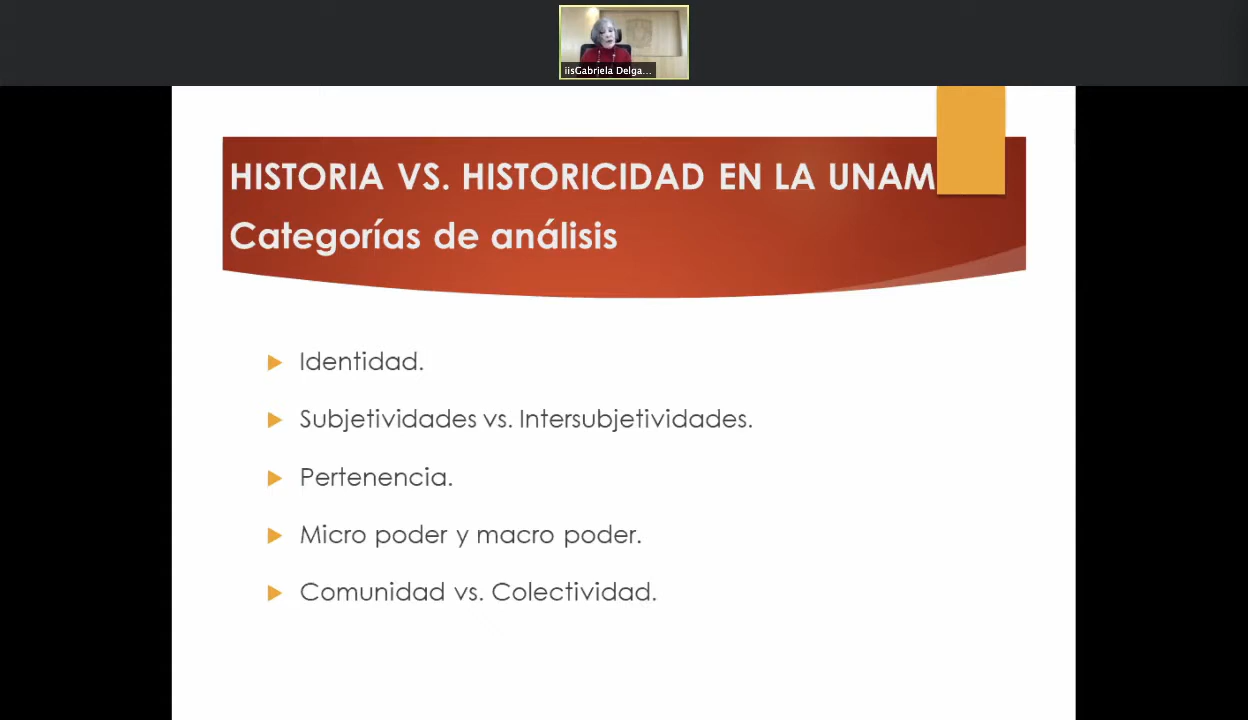 iisGabriela Delga...
HISTORIA VS. HISTORICIDAD EN LA UNAM
Categorías de análisis
Identidad.
Subjetividades vs. Intersubjetividades.
Pertenencia.
Micro poder y macro poder.
Comunidad vs. Colectividad.